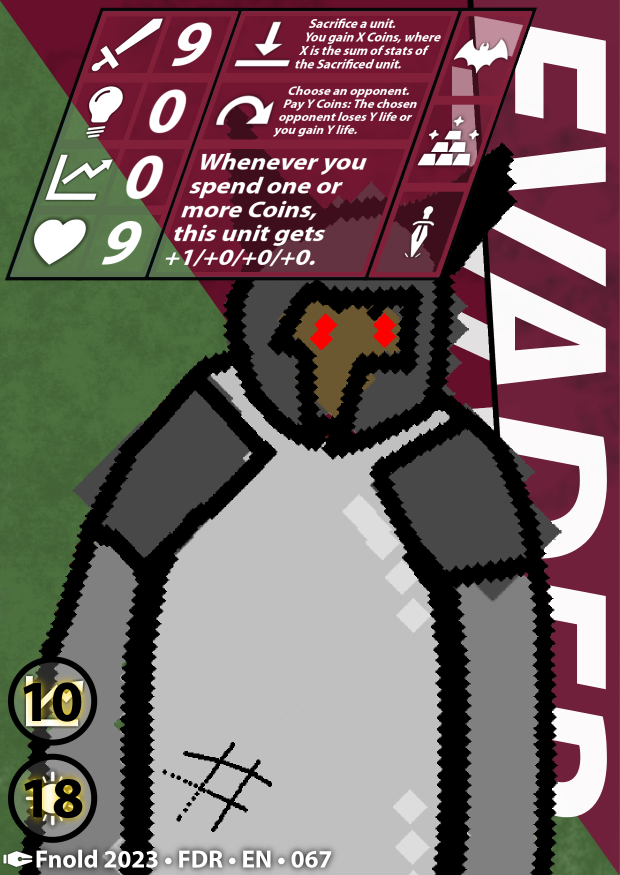 9
0
0
9
Sacrifice a unit.
You gain X Coins, where
X is the sum of stats of
the Sacrificed unit.
Choose an opponent.
Pay Y Coins: The chosen
opponent loses Y life or
you gain Y life.
Whenever you
spend one or
more Coins,
this unit gets
+1/+0/+0/+0.
EVADER
10
18
Fnold 2023 • FDR • EN • 067